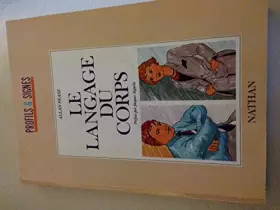 PROFILS & SIGNES
ALLAN PEASE
LE
LANGAGE
DU
CORPS
NATHAN